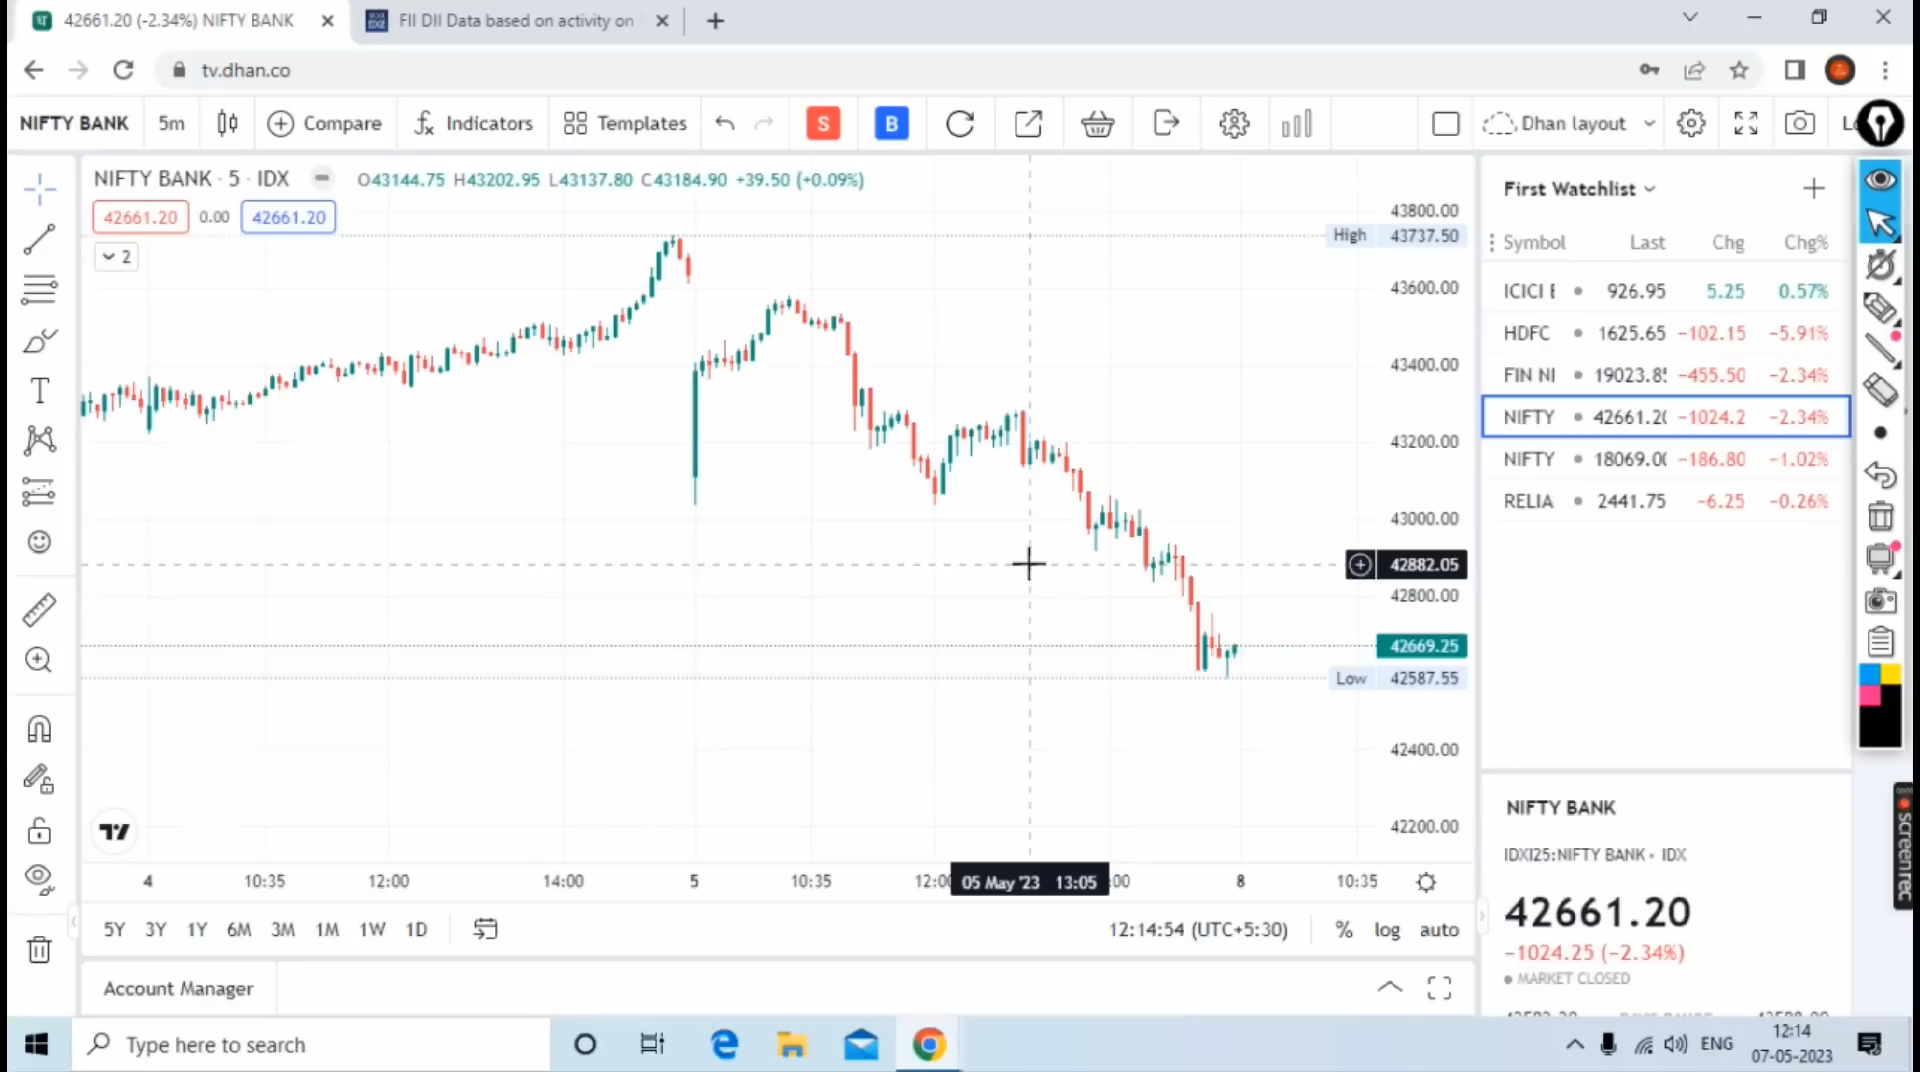 42661.20 (-2.34%) NIFTY BANK
FII DII Data based on activity on
tv.dhan.co
NIFTY BANK 5m Compare Indicators Templates S B Dhan layout
NIFTY BANK · 5 · IDX O43144.75 H43202.95 L43137.80 C43184.90 +39.50 (+0.09%)
42661.20 0.00 42661.20
2
43800.00
High 43737.50
43600.00
43400.00
43200.00
43000.00
42882.05
42800.00
42669.25
Low 42587.55
42400.00
42200.00
4 10:35 12:00 14:00 5 10:35 05 May '23 13:05 :00 8 10:35
5Y 3Y 1Y 6M 3M 1M 1W 1D
12:14:54 (UTC+5:30) % log auto
Account Manager
First Watchlist
Symbol Last Chg Chg%
ICICI 926.95 5.25 0.57%
HDFC 1625.65 −102.15 −5.91%
FIN NI 19023.8 −455.50 −2.34%
NIFTY 42661.20 −1024.2 −2.34%
NIFTY 18069.00 −186.80 −1.02%
RELIA 2441.75 −6.25 −0.26%
NIFTY BANK
IDXI25:NIFTY BANK • IDX
42661.20
−1024.25 (−2.34%)
MARKET CLOSED
screenrec
Type here to search
ENG
12:14
07-05-2023